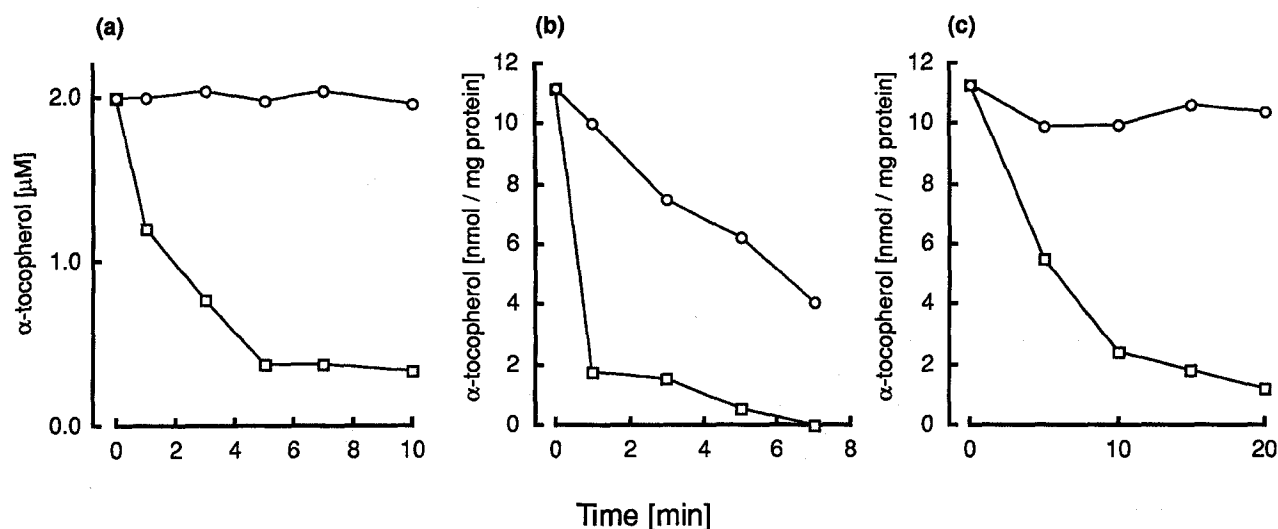 (a)
α-tocopherol [μM]
2.0
1.0
0.0
0 2 4 6 8 10
(b)
α-tocopherol [nmol / mg protein]
12
10
8
6
4
2
0
0 2 4 6 8
(c)
α-tocopherol [nmol / mg protein]
12
10
8
6
4
2
0
0 10 20
Time [min]